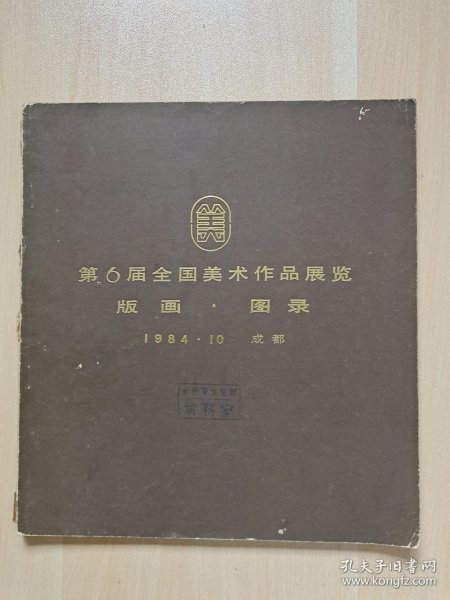 美
第6届全国美术作品展览
版画·图录
1984·10 成都
资料室
孔夫子旧书网
www.kongfz.com